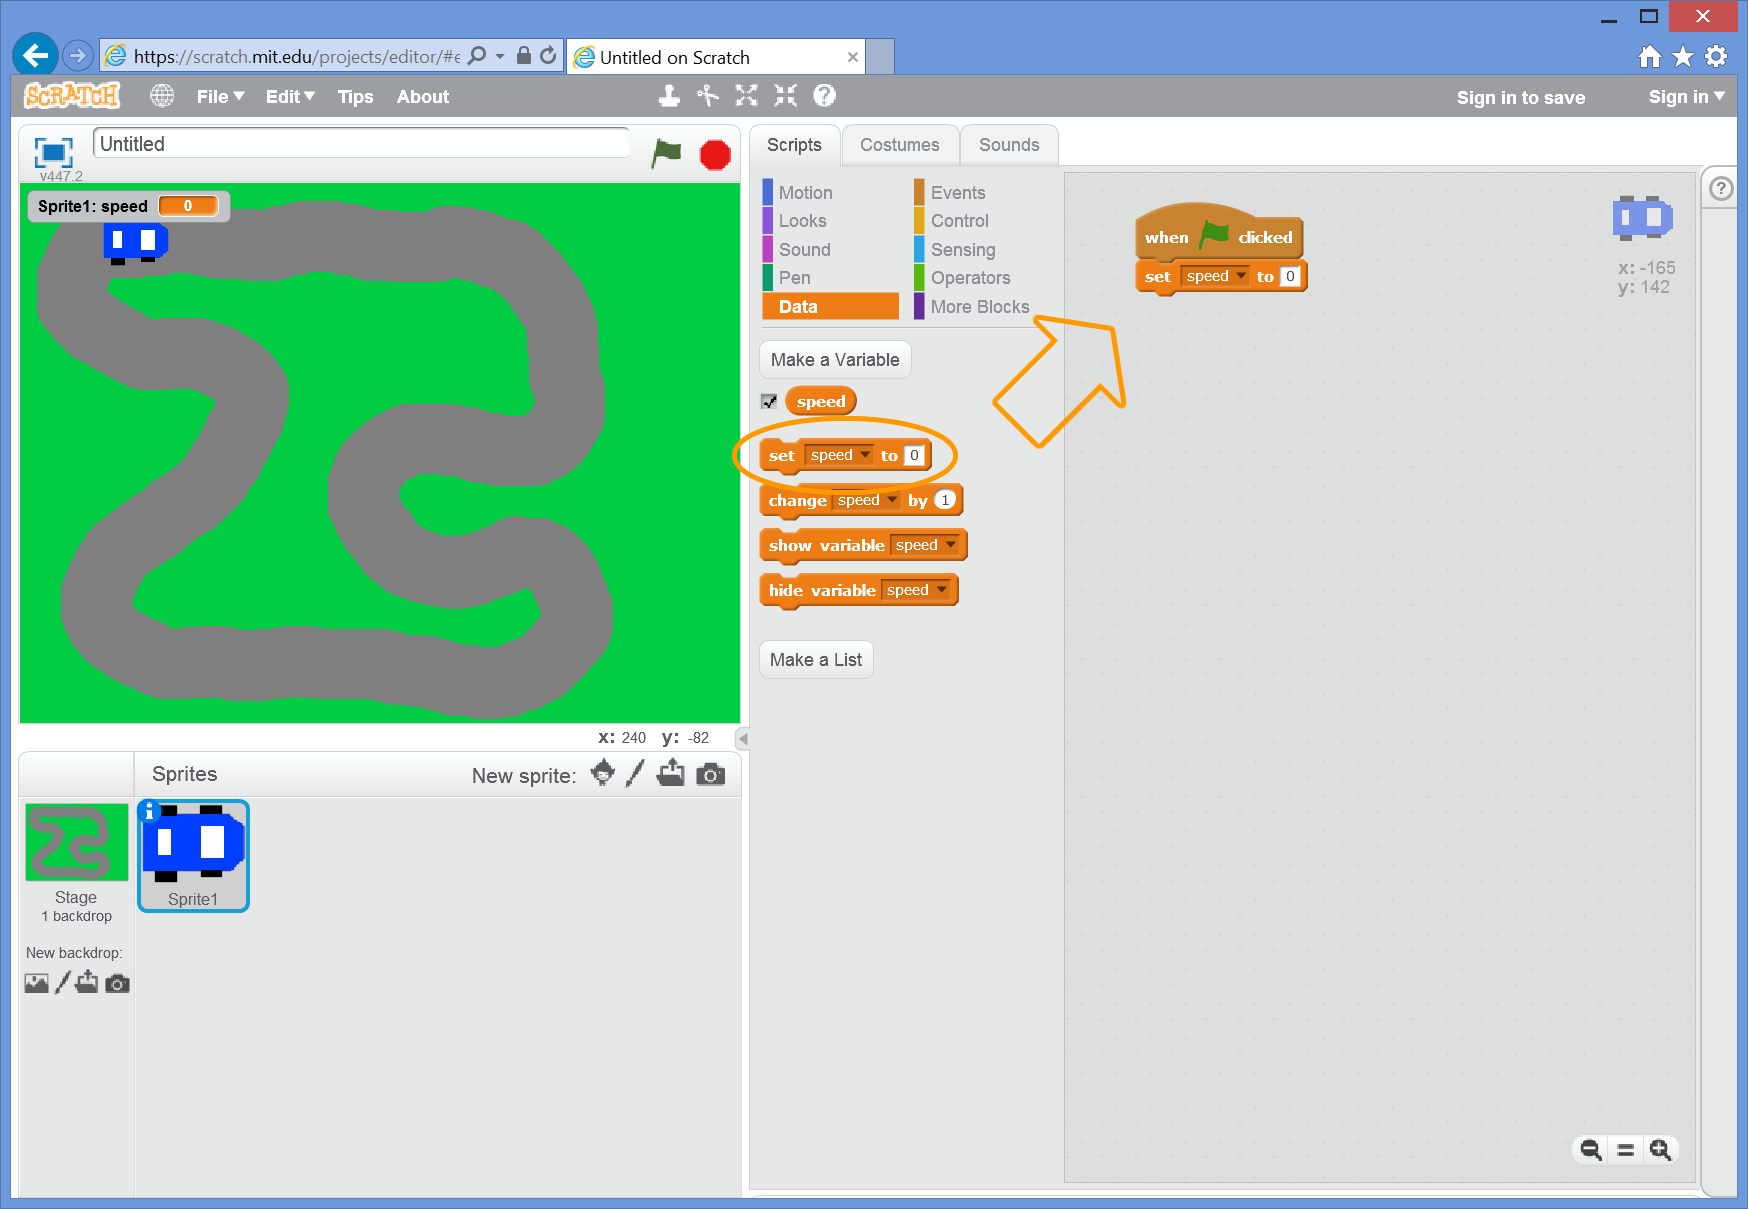 https://scratch.mit.edu/projects/editor/#e
Untitled on Scratch
SCRATCH
File
Edit
Tips
About
Sign in to save
Sign in
Untitled
v447.2
Sprite1: speed 0
Scripts
Costumes
Sounds
Motion
Looks
Sound
Pen
Data
Events
Control
Sensing
Operators
More Blocks
Make a Variable
speed
set speed to 0
change speed by 1
show variable speed
hide variable speed
Make a List
when clicked
set speed to 0
x: -165
y: 142
?
x: 240 y: -82
Sprites
New sprite:
Stage
1 backdrop
New backdrop:
Sprite1